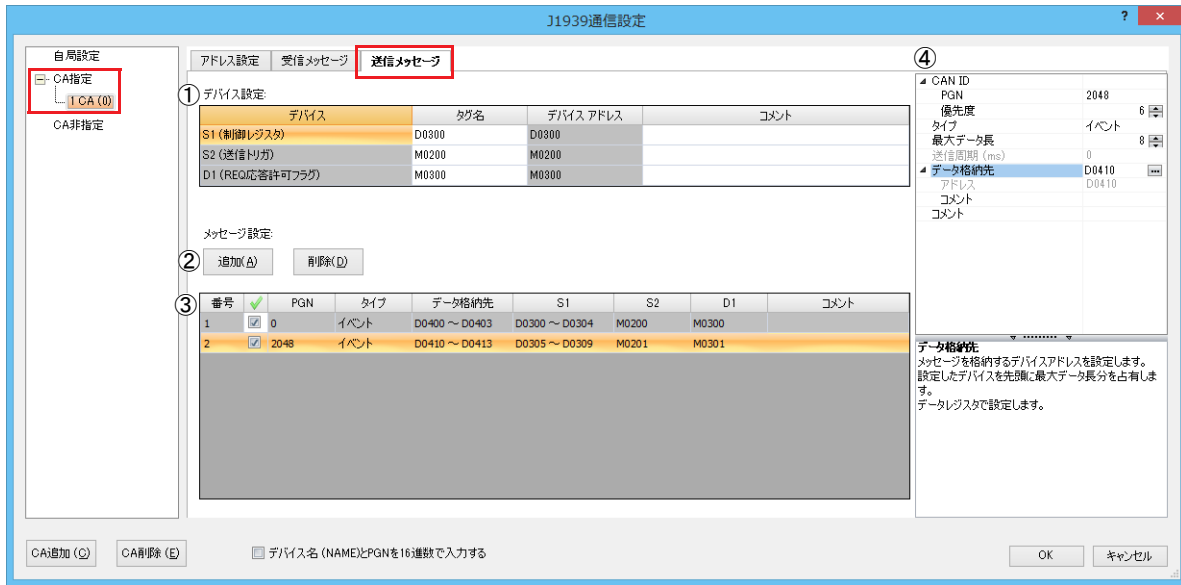 J1939通信設定
?
×
自局設定
CA指定
1 CA (0)
CA非指定
アドレス設定 受信メッセージ 送信メッセージ
① デバイス設定:
デバイス タグ名 デバイス アドレス コメント
S1 (制御レジスタ) D0300 D0300
S2 (送信トリガ) M0200 M0200
D1 (REQ応答許可フラグ) M0300 M0300
メッセージ設定:
② 追加(A) 削除(D)
③ 番号 PGN タイプ データ格納先 S1 S2 D1 コメント
1 0 イベント D0400 ～ D0403 D0300 ～ D0304 M0200 M0300
2 2048 イベント D0410 ～ D0413 D0305 ～ D0309 M0201 M0301
④
CAN ID
PGN 2048
優先度 6
タイプ イベント
最大データ長 8
送信周期 (ms) 0
データ格納先 D0410 ...
アドレス D0410
コメント
コメント
データ格納先
メッセージを格納するデバイスアドレスを設定します。
設定したデバイスを先頭に最大データ長分を占有しま
す。
データレジスタで設定します。
CA追加 (C) CA削除 (E) デバイス名 (NAME)とPGNを16進数で入力する OK キャンセル